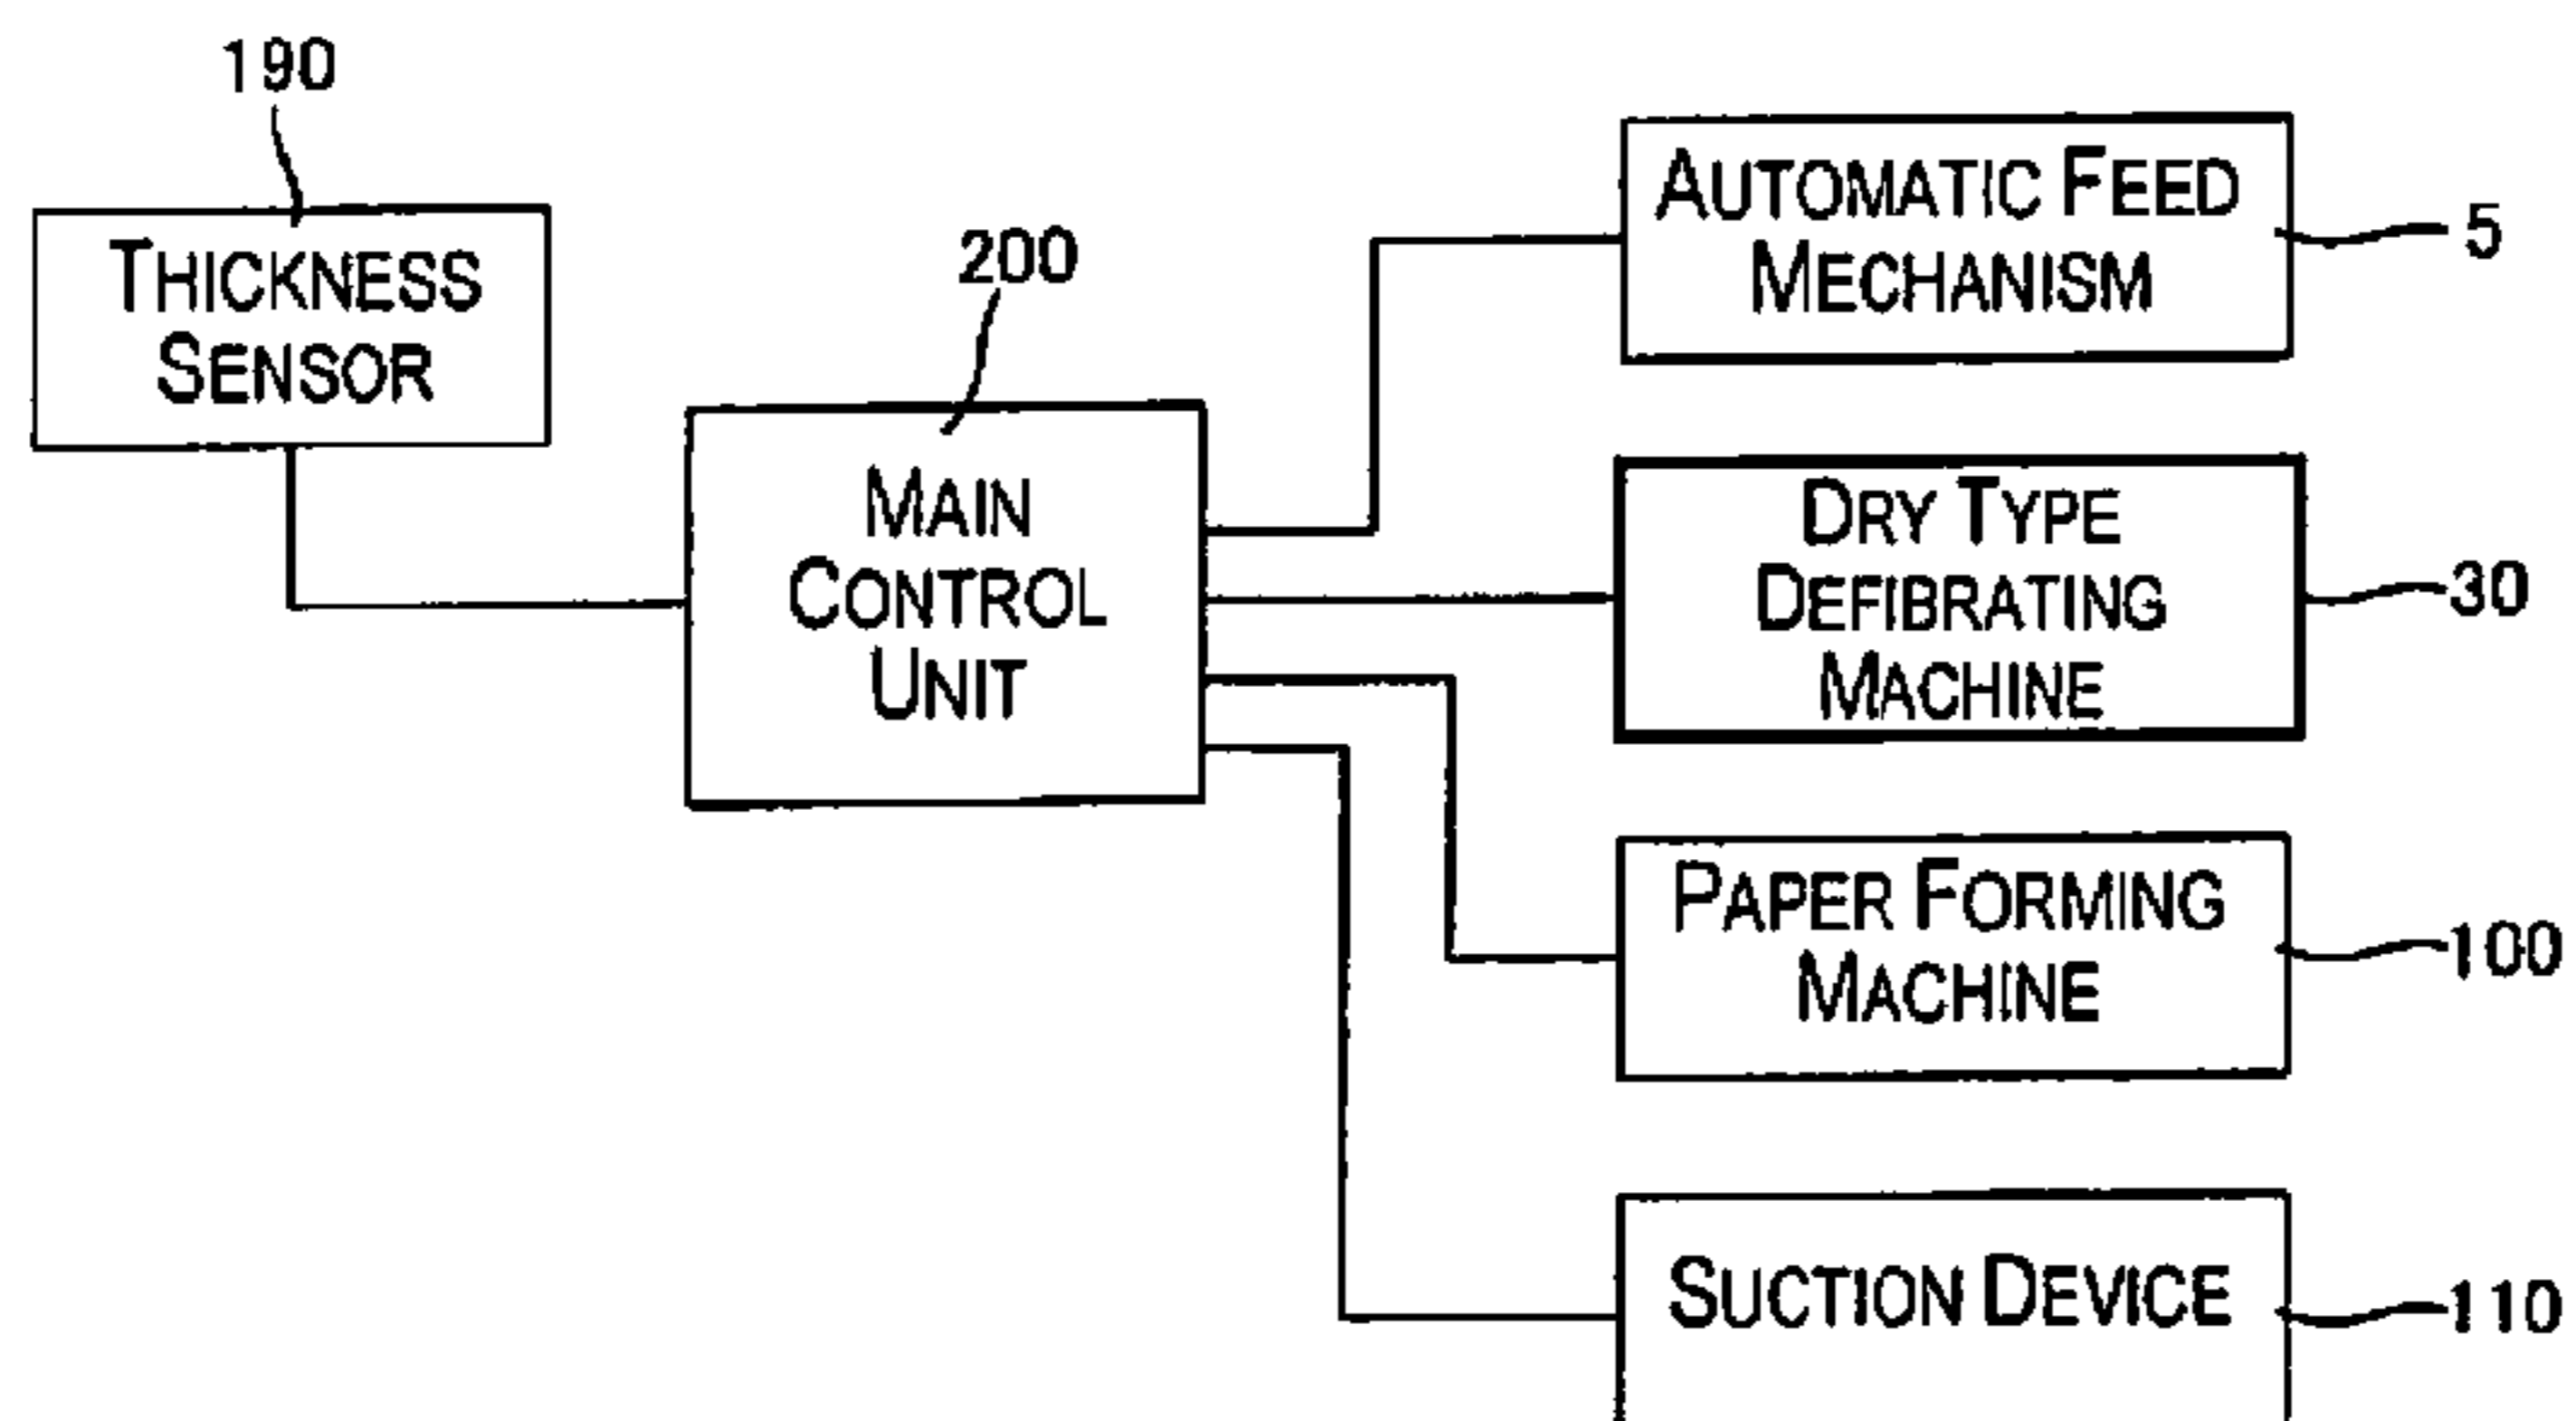 190
THICKNESS
SENSOR
200
MAIN
CONTROL
UNIT
AUTOMATIC FEED
MECHANISM
5
DRY TYPE
DEFIBRATING
MACHINE
30
PAPER FORMING
MACHINE
100
SUCTION DEVICE
110